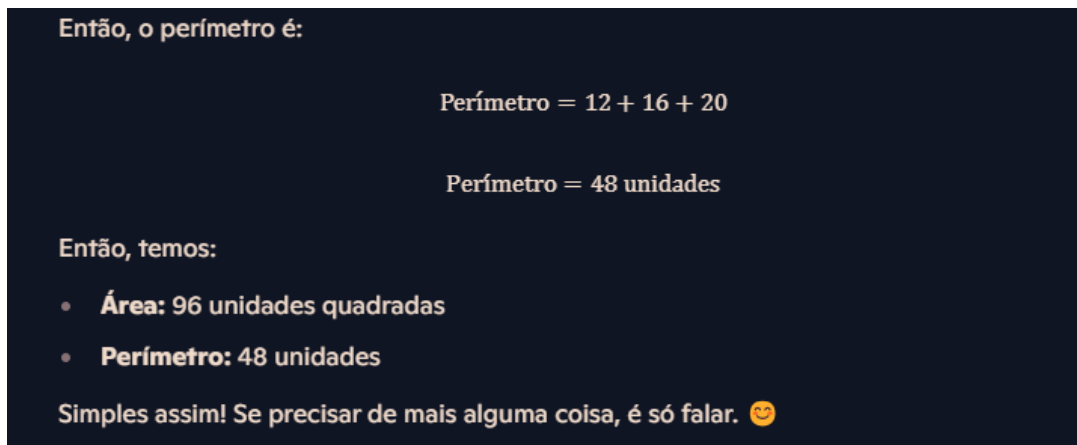 Então, o perímetro é:
Perímetro = 12 + 16 + 20
Perímetro = 48 unidades
Então, temos:
• Área: 96 unidades quadradas
• Perímetro: 48 unidades
Simples assim! Se precisar de mais alguma coisa, é só falar. 😊